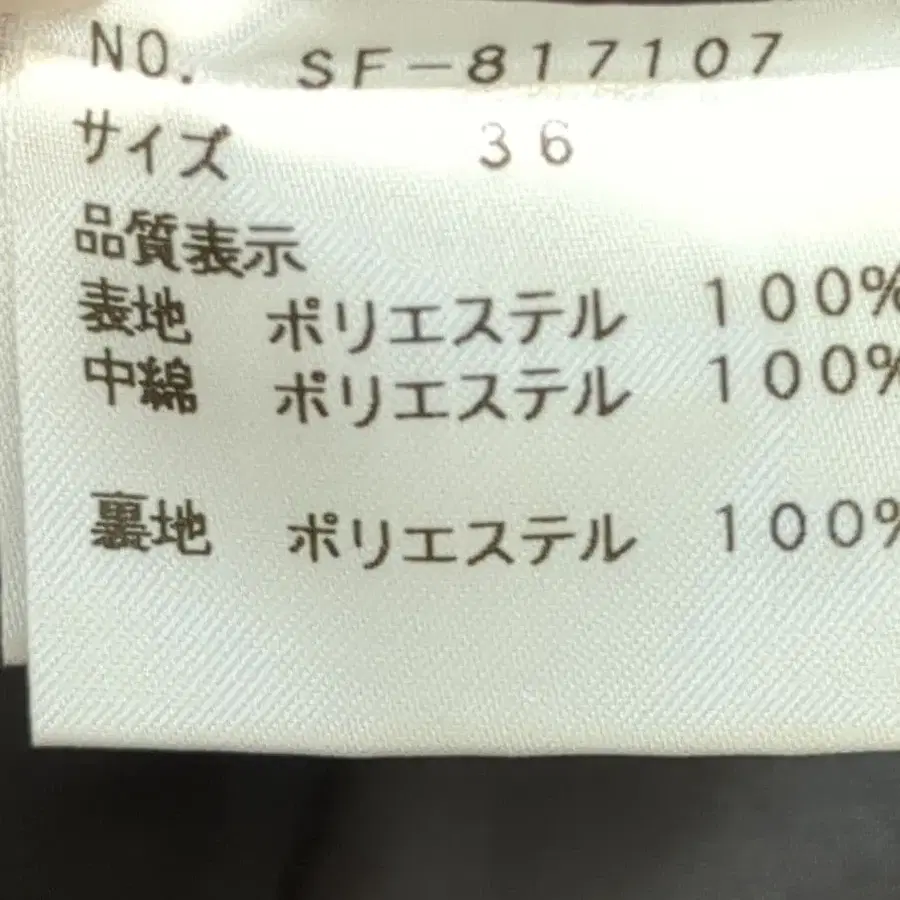 NO. SF-817107
サイズ 36
品質表示
表地 ポリエステル 100%
中綿 ポリエステル 100%
裏地 ポリエステル 100%